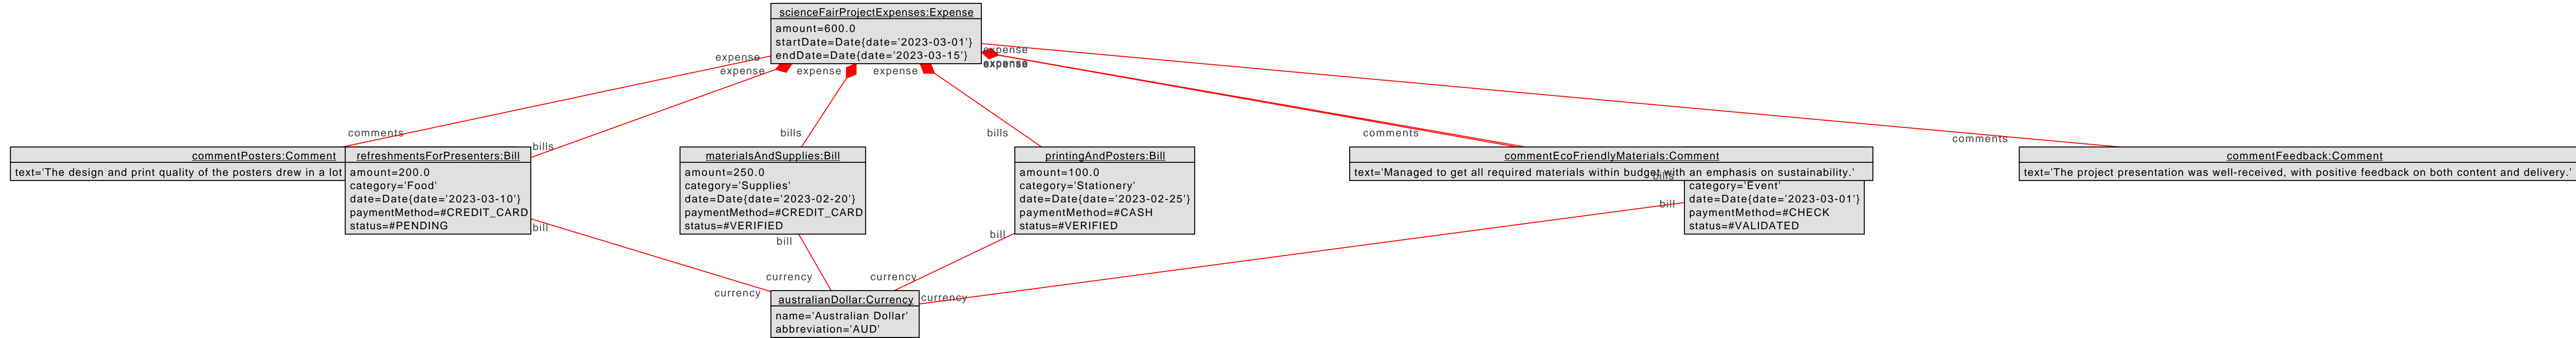 scienceFairProjectExpenses:Expense
amount=600.0
startDate=Date{date='2023-03-01'}
endDate=Date{date='2023-03-15'}
expense
expense
expense
expense
expense
expense
expense
comments
bills
bills
bills
comments
comments
commentPosters:Comment
text='The design and print quality of the posters drew in a lot
refreshmentsForPresenters:Bill
amount=200.0
category='Food'
date=Date{date='2023-03-10'}
paymentMethod=#CREDIT_CARD
status=#PENDING
materialsAndSupplies:Bill
amount=250.0
category='Supplies'
date=Date{date='2023-02-20'}
paymentMethod=#CREDIT_CARD
status=#VERIFIED
printingAndPosters:Bill
amount=100.0
category='Stationery'
date=Date{date='2023-02-25'}
paymentMethod=#CASH
status=#VERIFIED
commentEcoFriendlyMaterials:Comment
text='Managed to get all required materials within budget with an emphasis on sustainability.'
bills
category='Event'
date=Date{date='2023-03-01'}
paymentMethod=#CHECK
status=#VALIDATED
commentFeedback:Comment
text='The project presentation was well-received, with positive feedback on both content and delivery.'
bill
bill
bill
bill
currency
currency
currency
currency
australianDollar:Currency
name='Australian Dollar'
abbreviation='AUD'